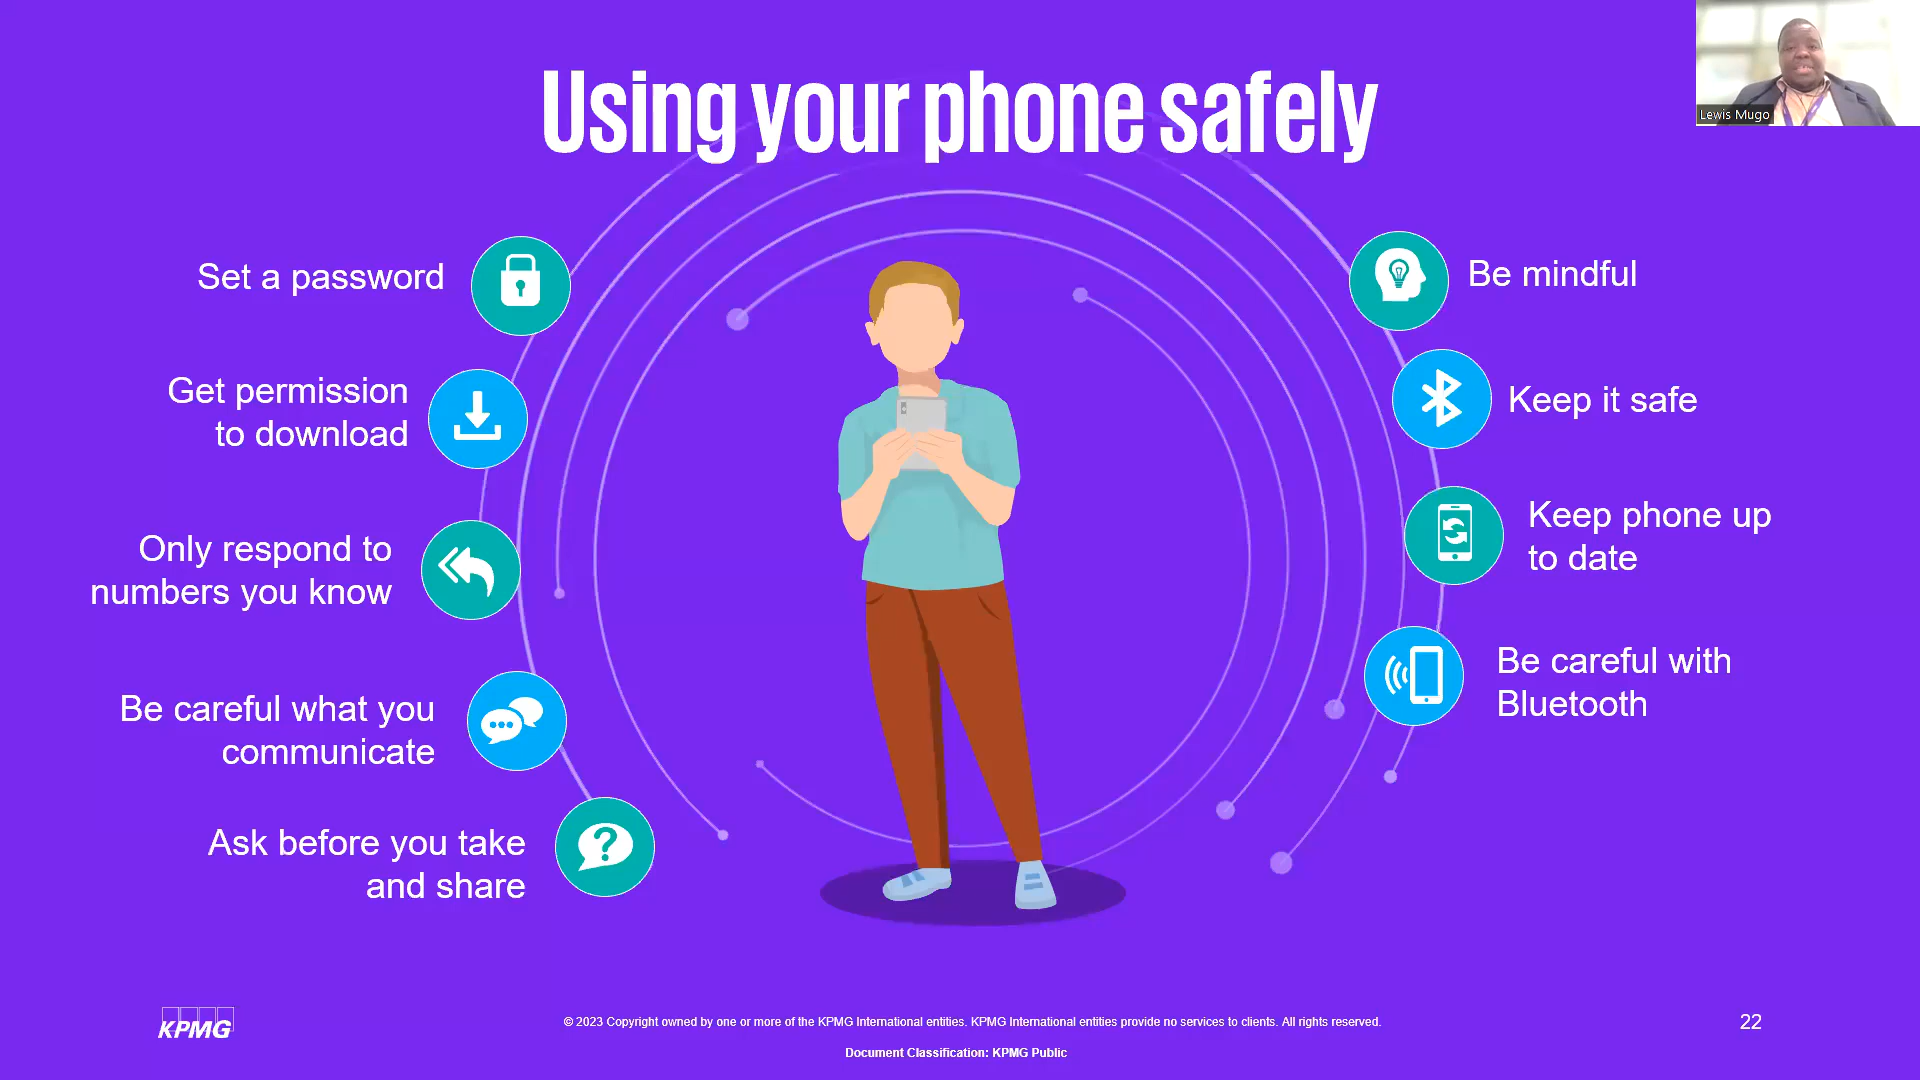 Using your phone safely
Lewis Mugo
Set a password
Get permission
to download
Only respond to
numbers you know
Be careful what you
communicate
Ask before you take
and share
Be mindful
Keep it safe
Keep phone up
to date
Be careful with
Bluetooth
KPMG
© 2023 Copyright owned by one or more of the KPMG International entities. KPMG International entities provide no services to clients. All rights reserved.
22
Document Classification: KPMG Public